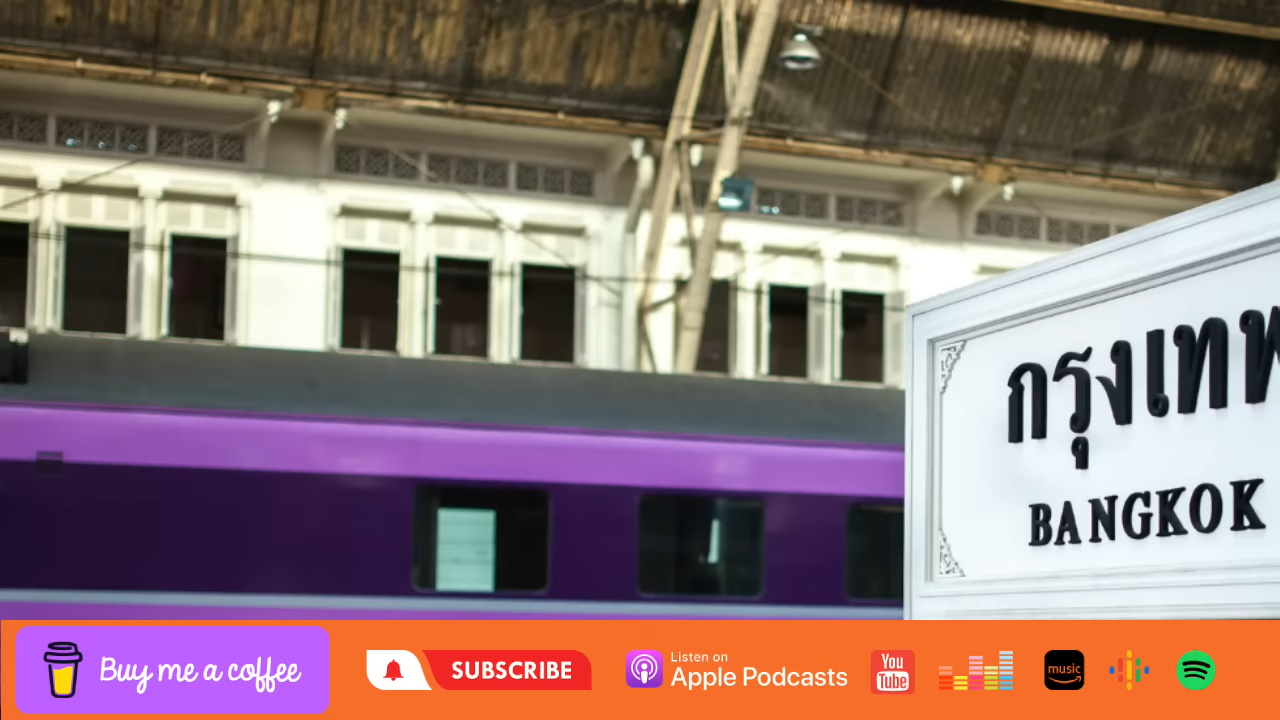 กรุงเทพ
BANGKOK
Buy me a coffee
SUBSCRIBE
Listen on
Apple Podcasts
You
Tube
music